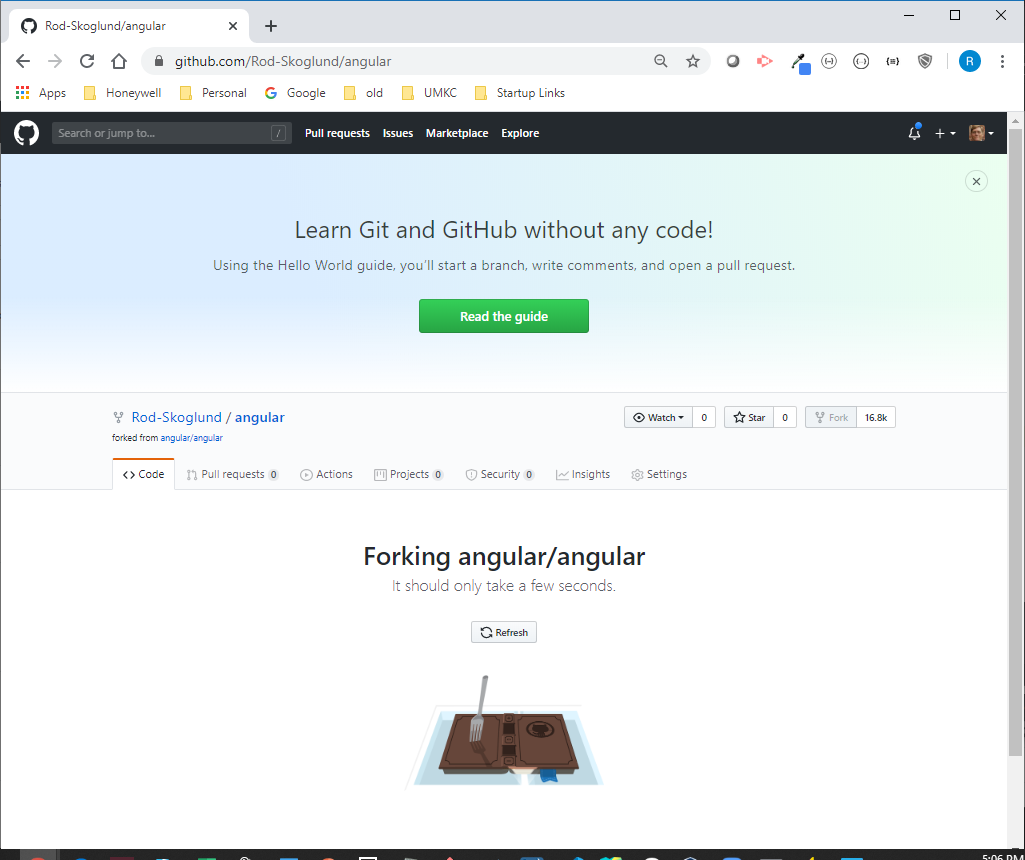 Rod-Skoglund/angular
github.com/Rod-Skoglund/angular
R
Apps Honeywell Personal Google old UMKC Startup Links
Search or jump to... / Pull requests Issues Marketplace Explore
Learn Git and GitHub without any code!
Using the Hello World guide, you’ll start a branch, write comments, and open a pull request.
Read the guide
Rod-Skoglund / angular Watch 0 Star 0 Fork 16.8k
forked from angular/angular
Code Pull requests 0 Actions Projects 0 Security 0 Insights Settings
Forking angular/angular
It should only take a few seconds.
Refresh
5:06 PM